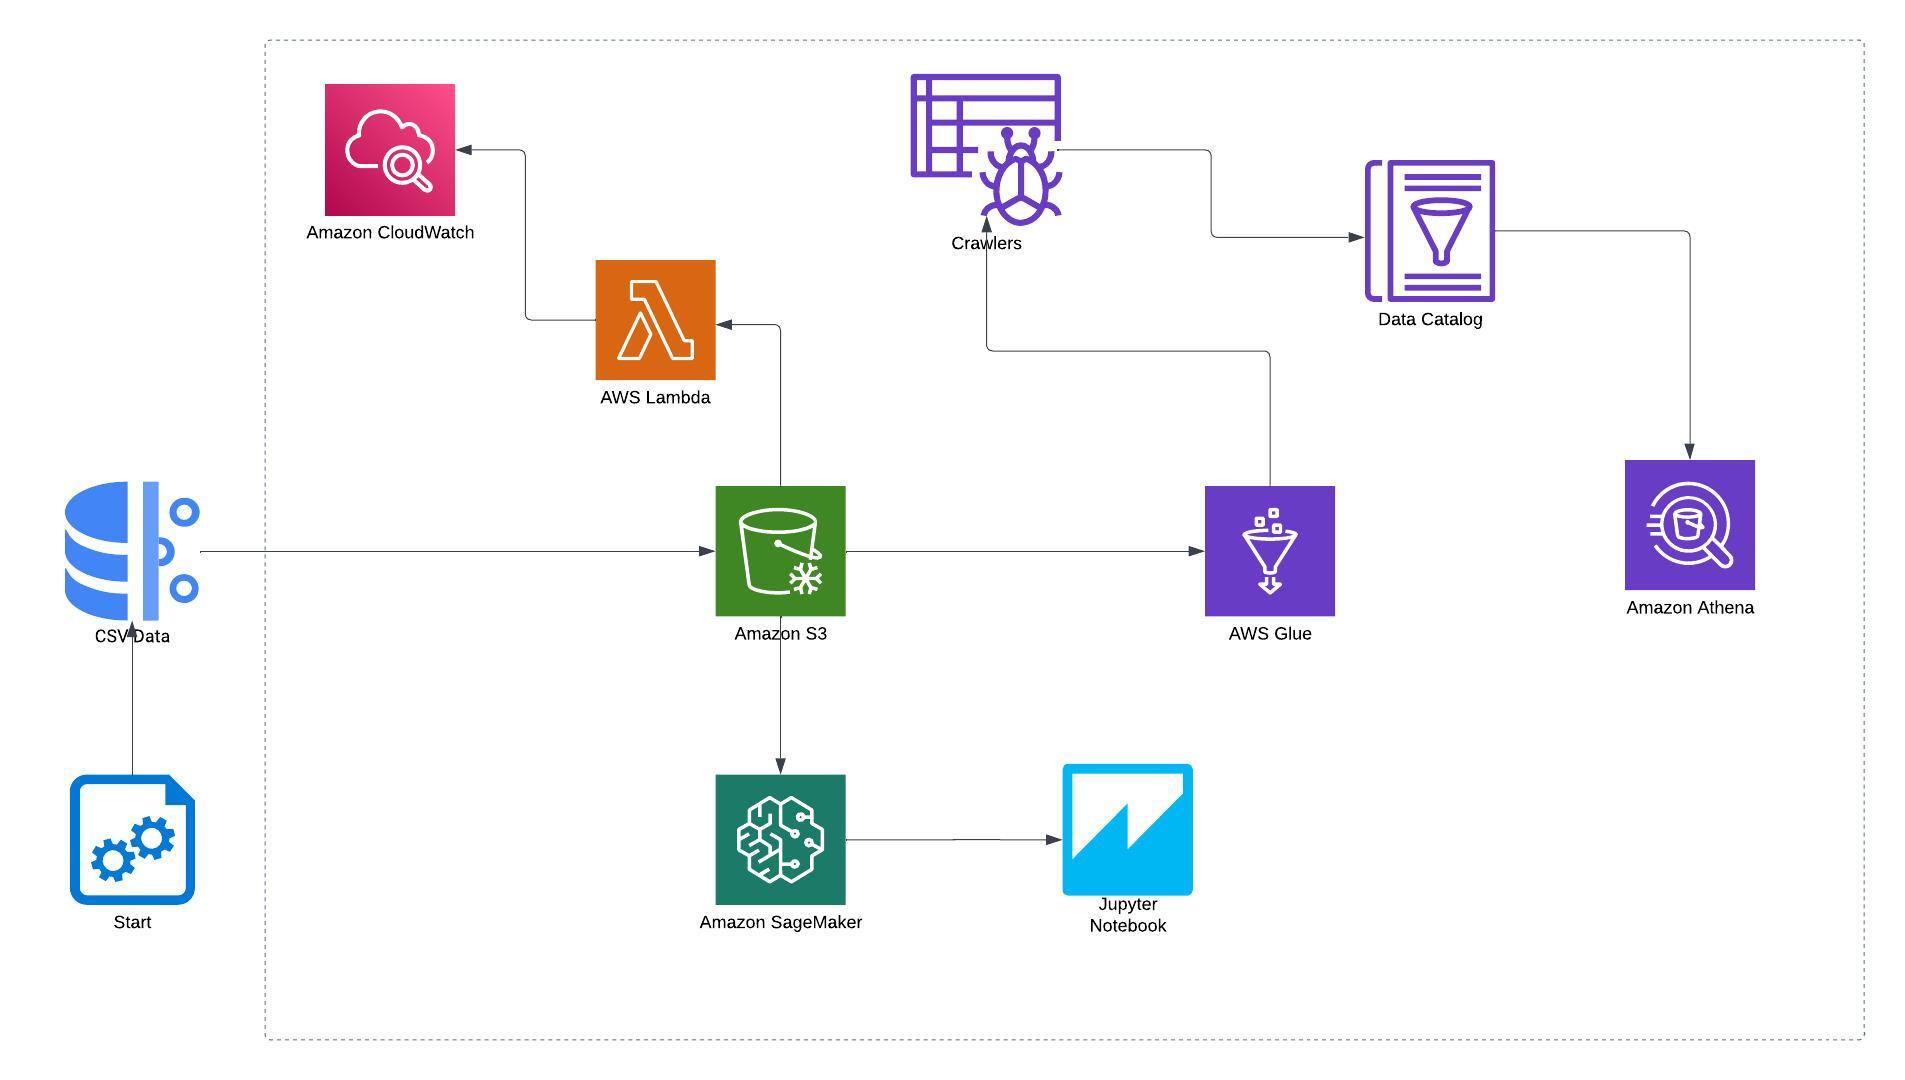 Amazon CloudWatch
Crawlers
Data Catalog
AWS Lambda
CSV Data
Amazon S3
AWS Glue
Amazon Athena
Start
Amazon SageMaker
Jupyter
Notebook